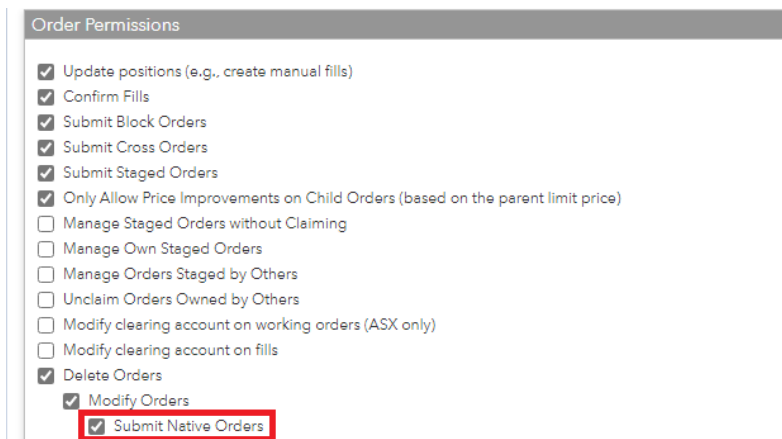 Order Permissions
Update positions (e.g., create manual fills)
Confirm Fills
Submit Block Orders
Submit Cross Orders
Submit Staged Orders
Only Allow Price Improvements on Child Orders (based on the parent limit price)
Manage Staged Orders without Claiming
Manage Own Staged Orders
Manage Orders Staged by Others
Unclaim Orders Owned by Others
Modify clearing account on working orders (ASX only)
Modify clearing account on fills
Delete Orders
Modify Orders
Submit Native Orders